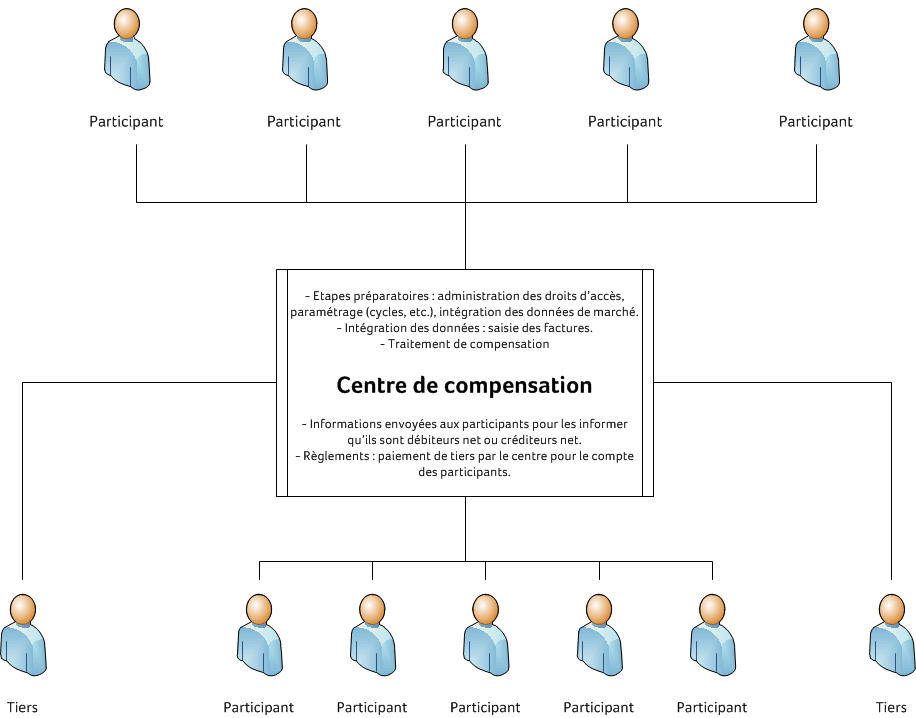 Participant Participant Participant Participant Participant
- Etapes préparatoires : administration des droits d'accès,
paramétrage (cycles, etc.), intégration des données de marché.
- Intégration des données : saisie des factures.
- Traitement de compensation
Centre de compensation
- Informations envoyées aux participants pour les informer
qu'ils sont débiteurs net ou créditeurs net.
- Règlements : paiement de tiers par le centre pour le compte
des participants.
Tiers Participant Participant Participant Participant Participant Tiers